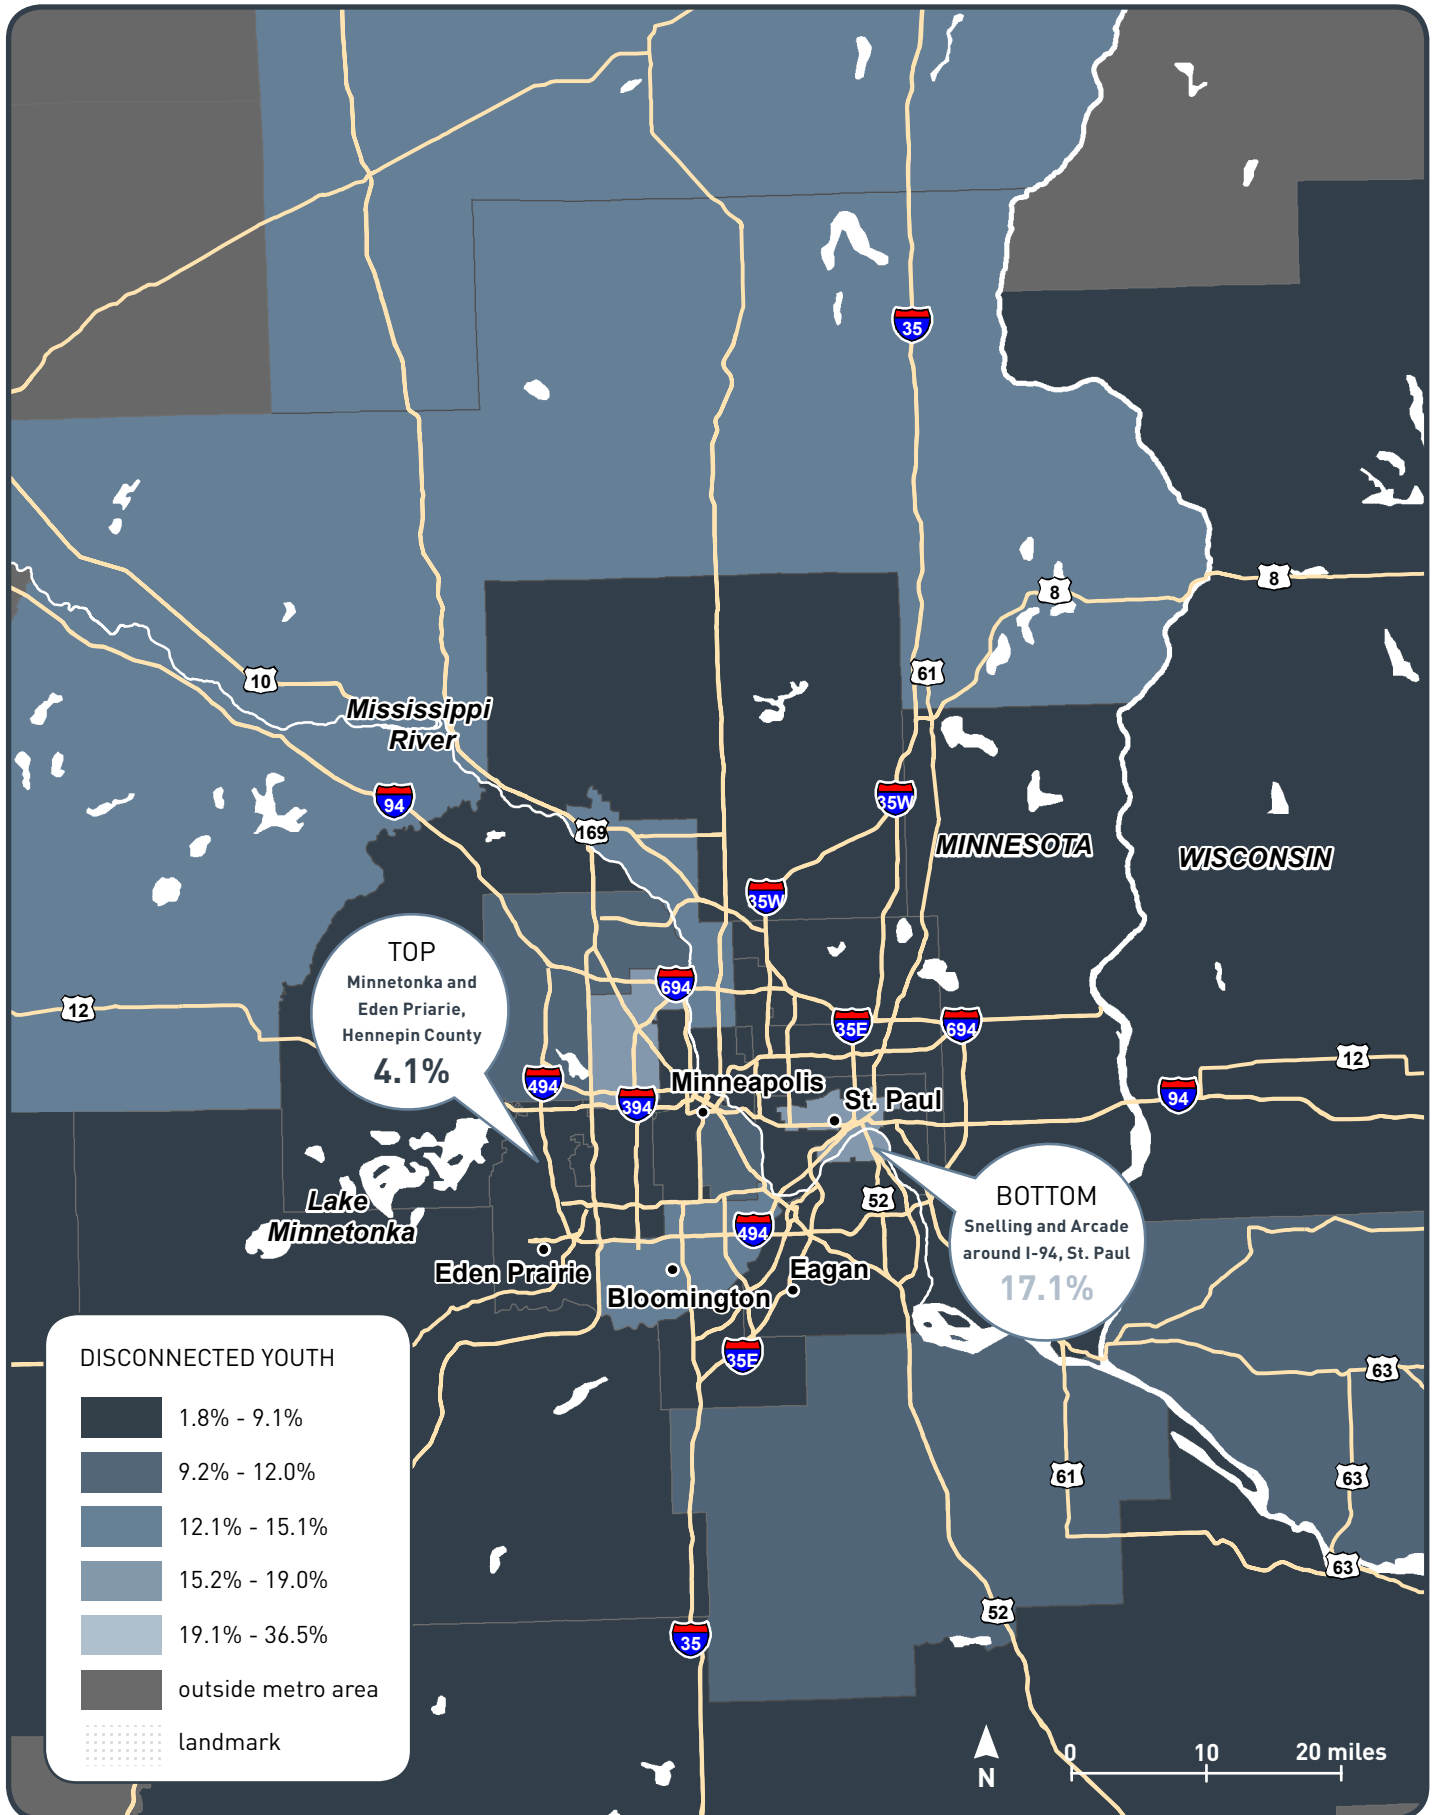 35
8
8
61
10
Mississippi
River
94
35W
169
MINNESOTA
WISCONSIN
35W
TOP
Minnetonka and
Eden Priarie,
Hennepin County
4.1%
694
12
35E
694
12
494
394
Minneapolis
St. Paul
94
Lake
Minnetonka
52
BOTTOM
Snelling and Arcade
around I-94, St. Paul
17.1%
494
Eden Prairie
Eagan
Bloomington
35E
63
DISCONNECTED YOUTH
1.8% - 9.1%
9.2% - 12.0%
12.1% - 15.1%
15.2% - 19.0%
19.1% - 36.5%
outside metro area
landmark
61
63
63
52
35
N
0 10 20 miles